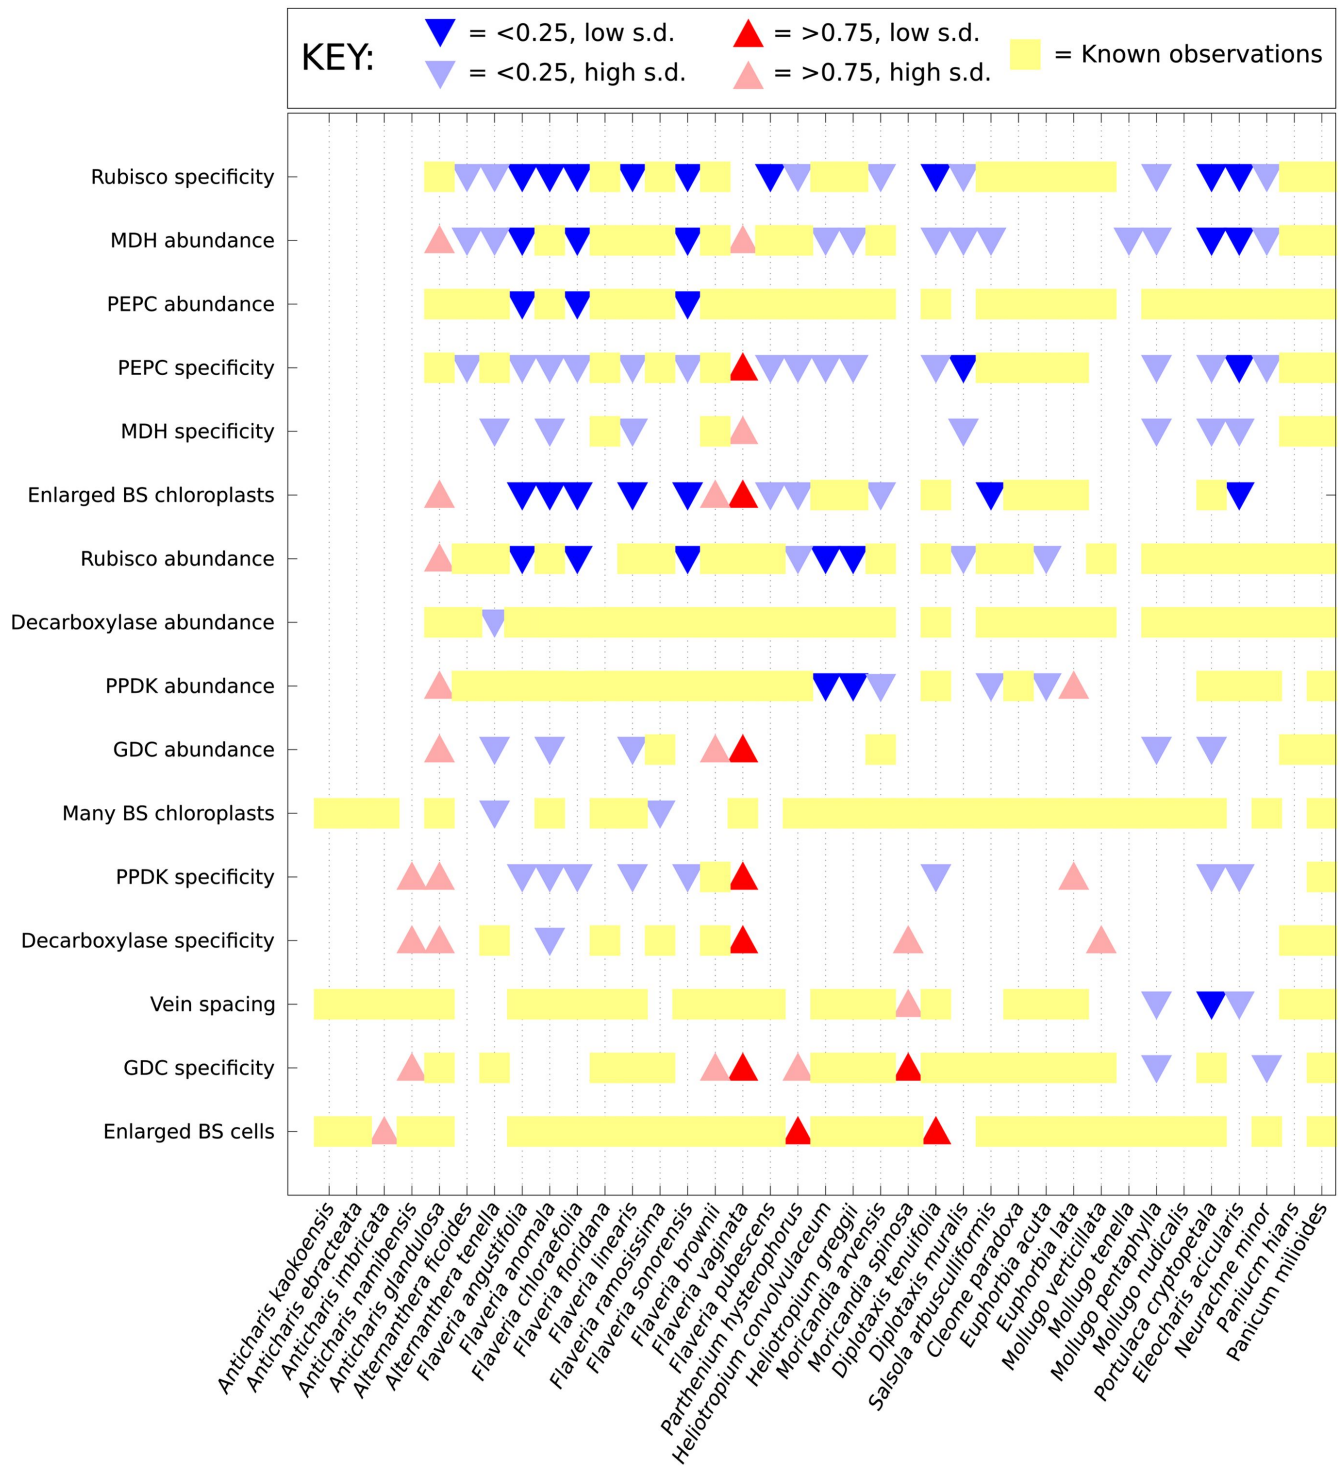 KEY:
= <0.25, low s.d.
= >0.75, low s.d.
= <0.25, high s.d.
= >0.75, high s.d.
= Known observations
Rubisco specificity
MDH abundance
PEPC abundance
PEPC specificity
MDH specificity
Enlarged BS chloroplasts
Rubisco abundance
Decarboxylase abundance
PPDK abundance
GDC abundance
Many BS chloroplasts
PPDK specificity
Decarboxylase specificity
Vein spacing
GDC specificity
Enlarged BS cells
Anticharis kakoensis
Anticharis ebracteata
Anticharis imbricata
Anticharis namibensis
Anticharis glandulosa
Alternanthera ficoides
Alternanthera tenella
Flaveria angustifolia
Flaveria anomala
Flaveria chloraefolia
Flaveria floridana
Flaveria linearis
Flaveria ramosissima
Flaveria sonorensis
Flaveria brownii
Flaveria vaginata
Flaveria pubescens
Parthenium hysterophorus
Heliotropium convolvulaceum
Heliotropium greggii
Moricandia arvensis
Moricandia spinosa
Diplotaxis tenuifolia
Diplotaxis muralis
Salsola arbusculiformis
Cleome paradoxa
Euphorbia acuta
Euphorbia lata
Mollugo verticillata
Mollugo tenella
Mollugo pentaphylla
Mollugo nudicalis
Portulaca cryptopetala
Eleocharis acicularis
Neurachne minor
Paniucm hians
Panicum milioides